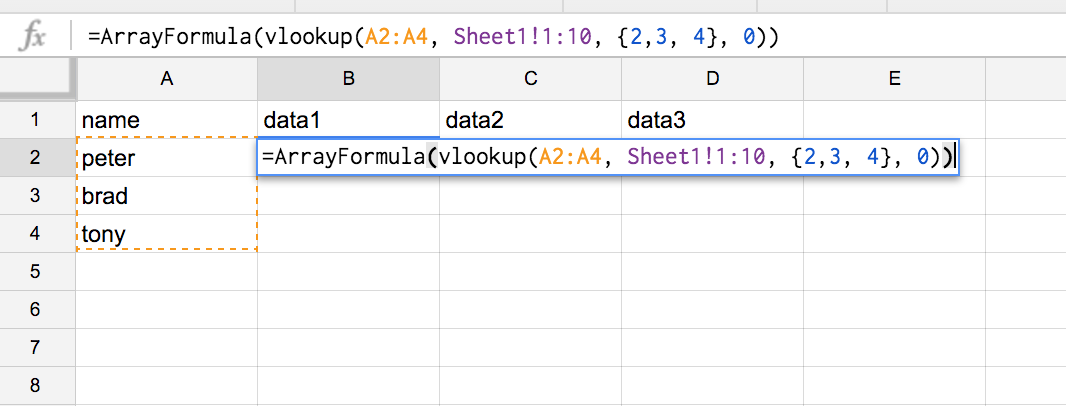 fx =ArrayFormula(vlookup(A2:A4, Sheet1!1:10, {2,3, 4}, 0))
A B C D E
1 name data1 data2 data3
2 peter =ArrayFormula(vlookup(A2:A4, Sheet1!1:10, {2,3, 4}, 0))
3 brad
4 tony
5
6
7
8